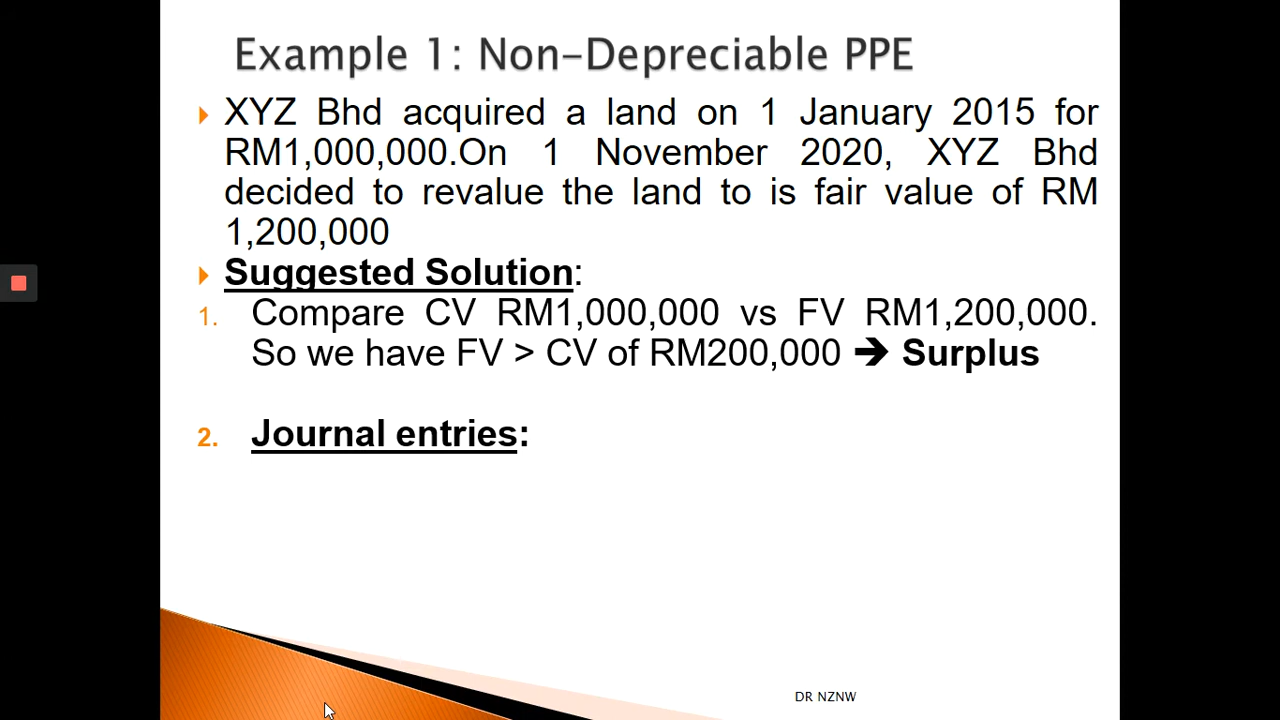 Example 1: Non-Depreciable PPE
XYZ Bhd acquired a land on 1 January 2015 for
RM1,000,000.On 1 November 2020, XYZ Bhd
decided to revalue the land to is fair value of RM
1,200,000
Suggested Solution:
1. Compare CV RM1,000,000 vs FV RM1,200,000.
So we have FV > CV of RM200,000 ➔ Surplus
2. Journal entries:
DR NZNW